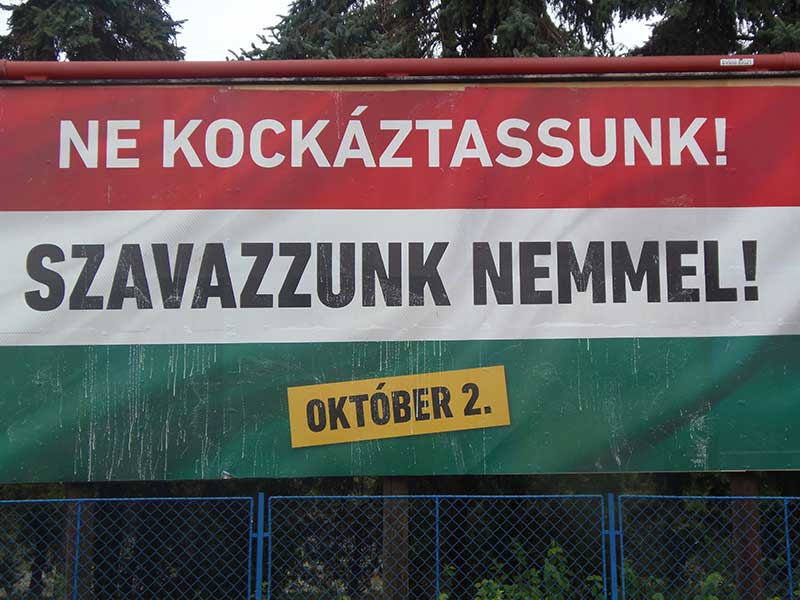 NE KOCKÁZTASSUNK!
SZAVAZZUNK NEMMEL!
OKTÓBER 2.